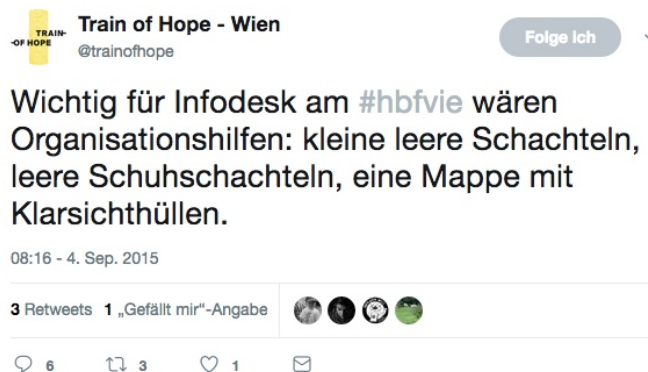 TRAIN-
-OF HOPE
Train of Hope - Wien
@trainofhope
Folge Ich
Wichtig für Infodesk am #hbfvie wären
Organisationshilfen: kleine leere Schachteln,
leere Schuhschachteln, eine Mappe mit
Klarsichthüllen.
08:16 - 4. Sep. 2015
3 Retweets 1 „Gefällt mir“-Angabe
6 3 1